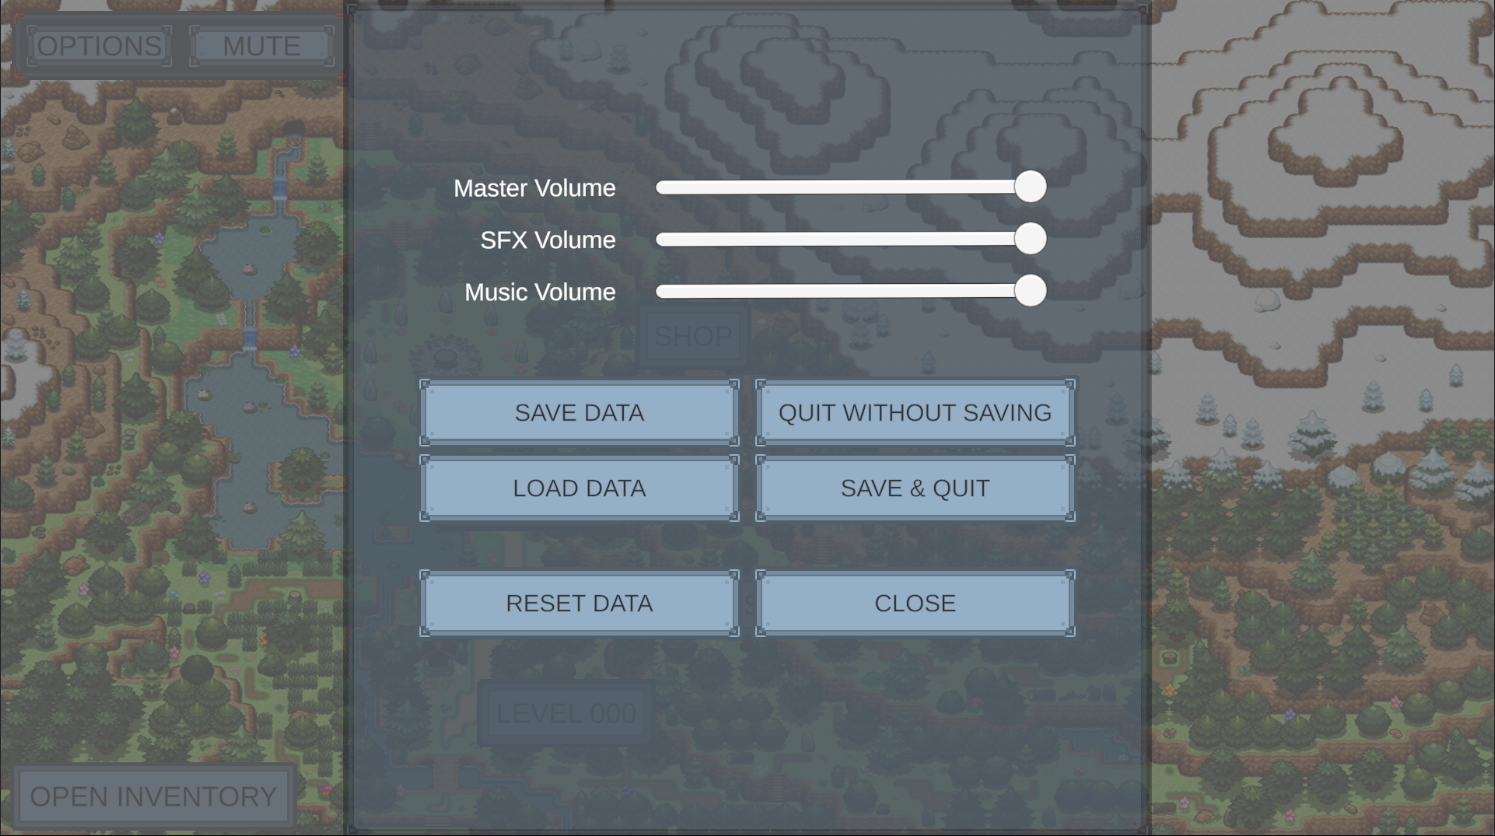 OPTIONS
MUTE
Master Volume
SFX Volume
Music Volume
SHOP
SAVE DATA
QUIT WITHOUT SAVING
LOAD DATA
SAVE & QUIT
RESET DATA
CLOSE
LEVEL 000
OPEN INVENTORY